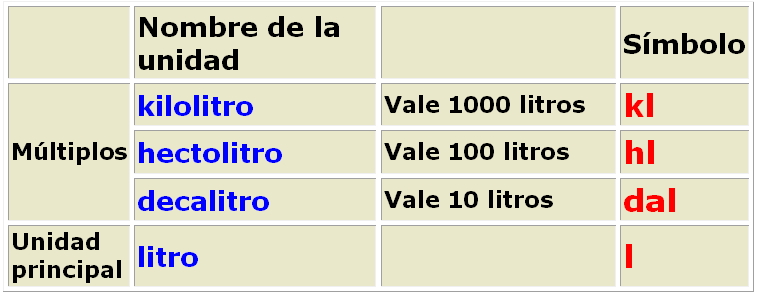 Nombre de la
unidad
Símbolo
Múltiplos
kilolitro
Vale 1000 litros
kl
hectolitro
Vale 100 litros
hl
decalitro
Vale 10 litros
dal
Unidad
principal
litro
l